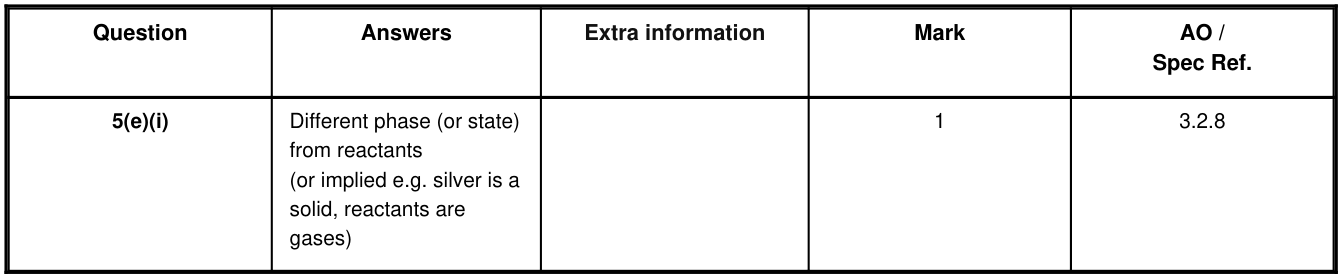 Question Answers Extra information Mark AO /
Spec Ref.
5(e)(i) Different phase (or state) 1 3.2.8
from reactants
(or implied e.g. silver is a
solid, reactants are
gases)